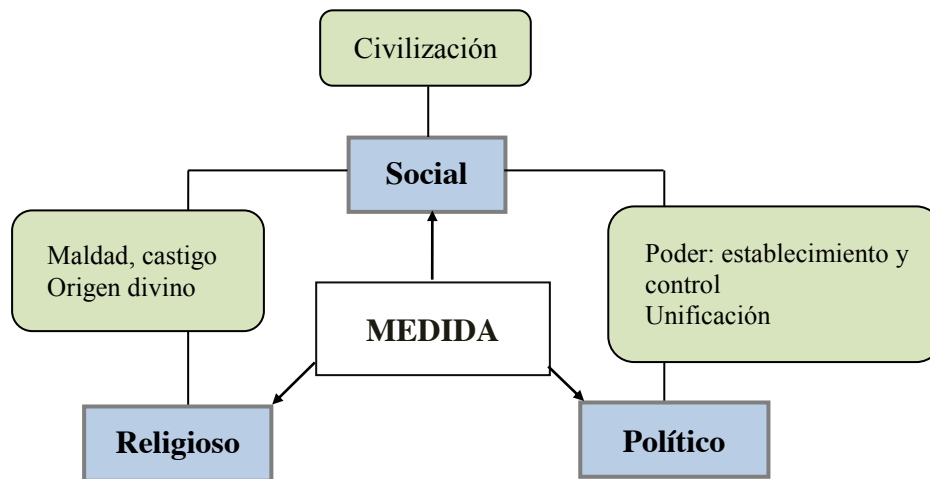 Civilización
Social
Maldad, castigo
Origen divino
Poder: establecimiento y
control
Unificación
MEDIDA
Religioso
Político